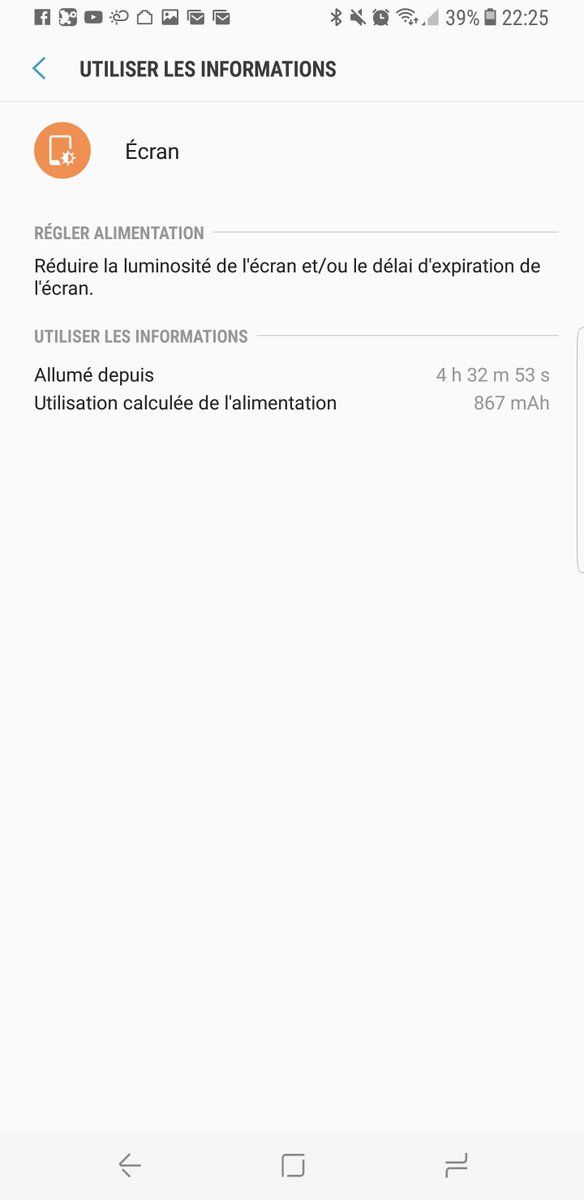 39% 22:25
UTILISER LES INFORMATIONS
Écran
RÉGLER ALIMENTATION
Réduire la luminosité de l'écran et/ou le délai d'expiration de
l'écran.
UTILISER LES INFORMATIONS
Allumé depuis 4 h 32 m 53 s
Utilisation calculée de l'alimentation 867 mAh